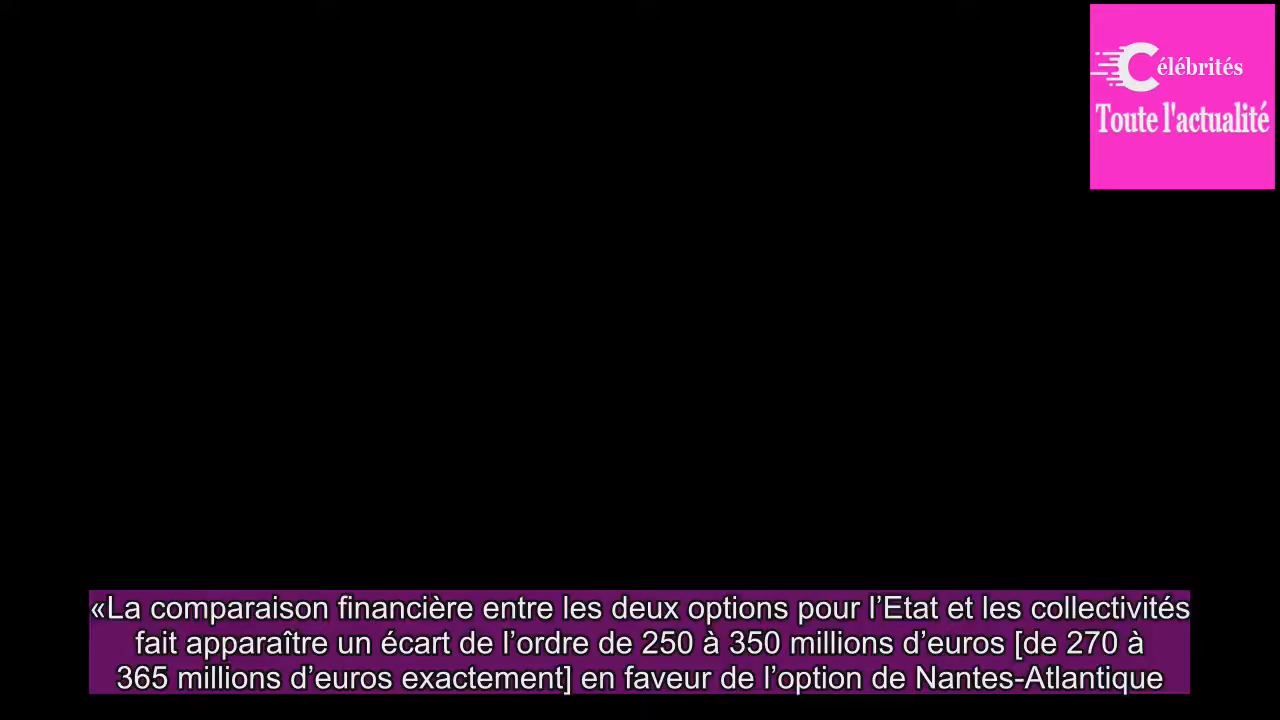 Célébrités
Toute l'actualité
«La comparaison financière entre les deux options pour l’Etat et les collectivités
fait apparaître un écart de l’ordre de 250 à 350 millions d’euros [de 270 à
365 millions d’euros exactement] en faveur de l’option de Nantes-Atlantique